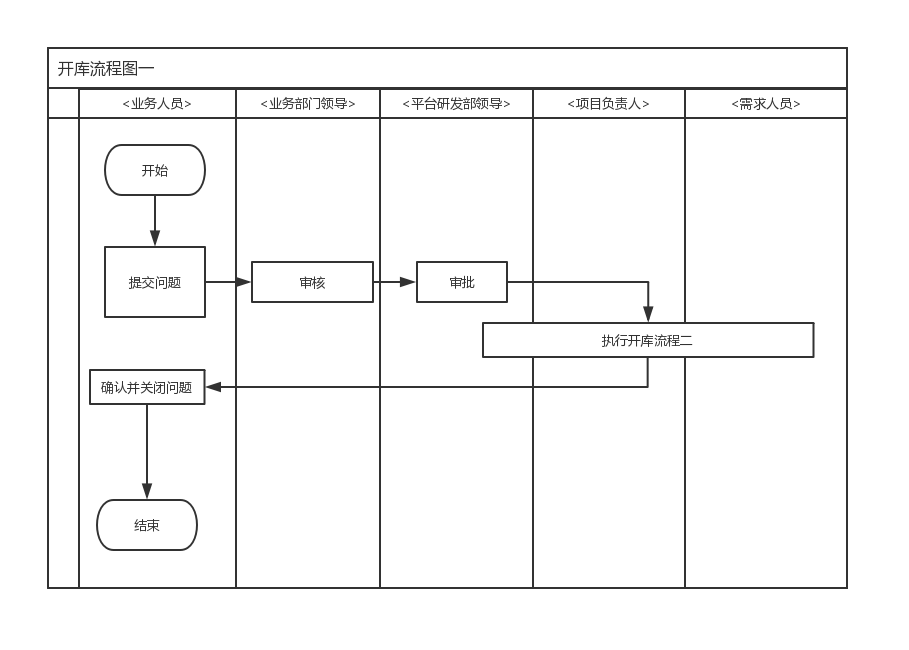 开库流程图一
<业务人员>
<业务部门领导>
<平台研发部领导>
<项目负责人>
<需求人员>
开始
提交问题
审核
审批
执行开库流程二
确认并关闭问题
结束